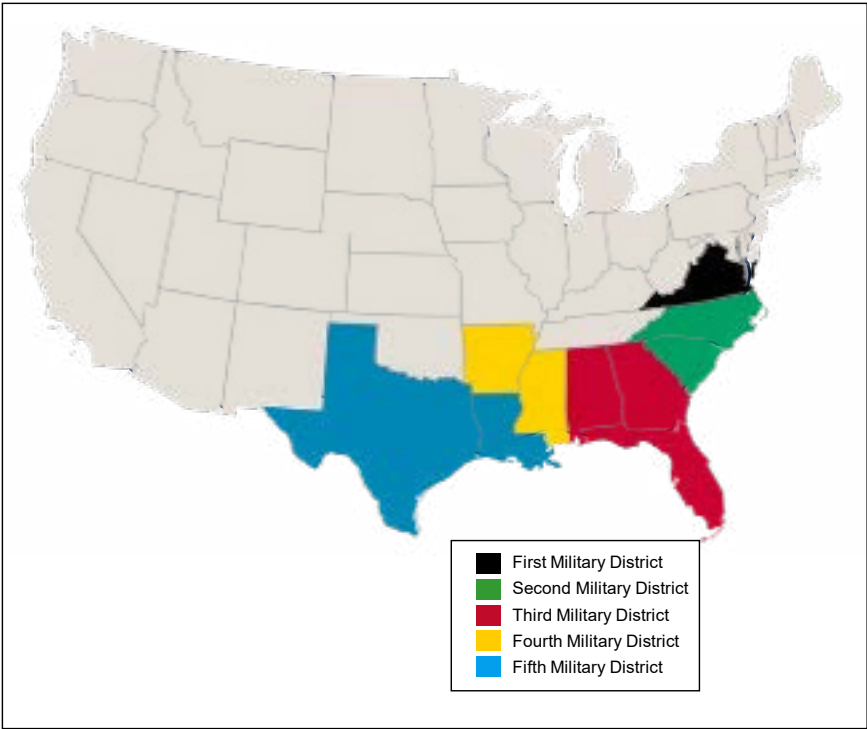 First Military District
Second Military District
Third Military District
Fourth Military District
Fifth Military District